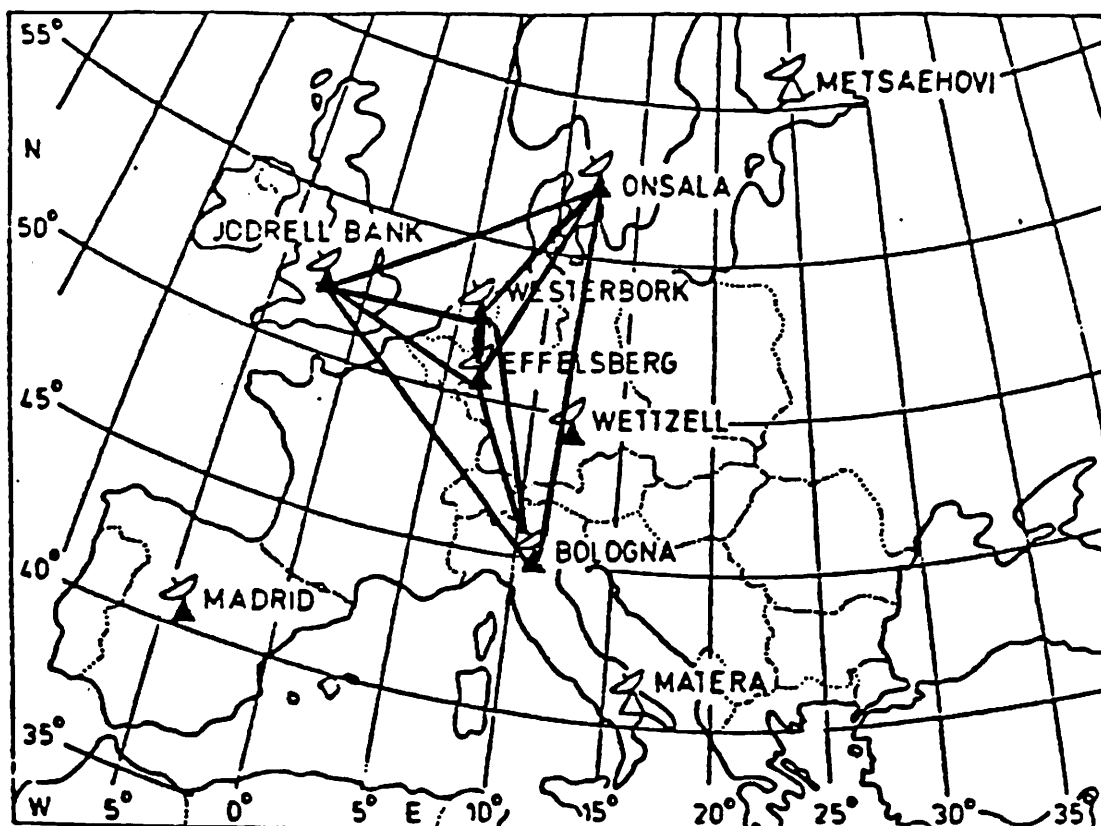 55°
METSAEHOVI
N
ONSALA
50°
JODRELL BANK
WESTERBORK
EFFELSBERG
45°
WETTZELL
BOLOGNA
40°
MADRID
MATERA
35°
W 5° 0° 5° E 10° 15° 20° 25° 30° 35°